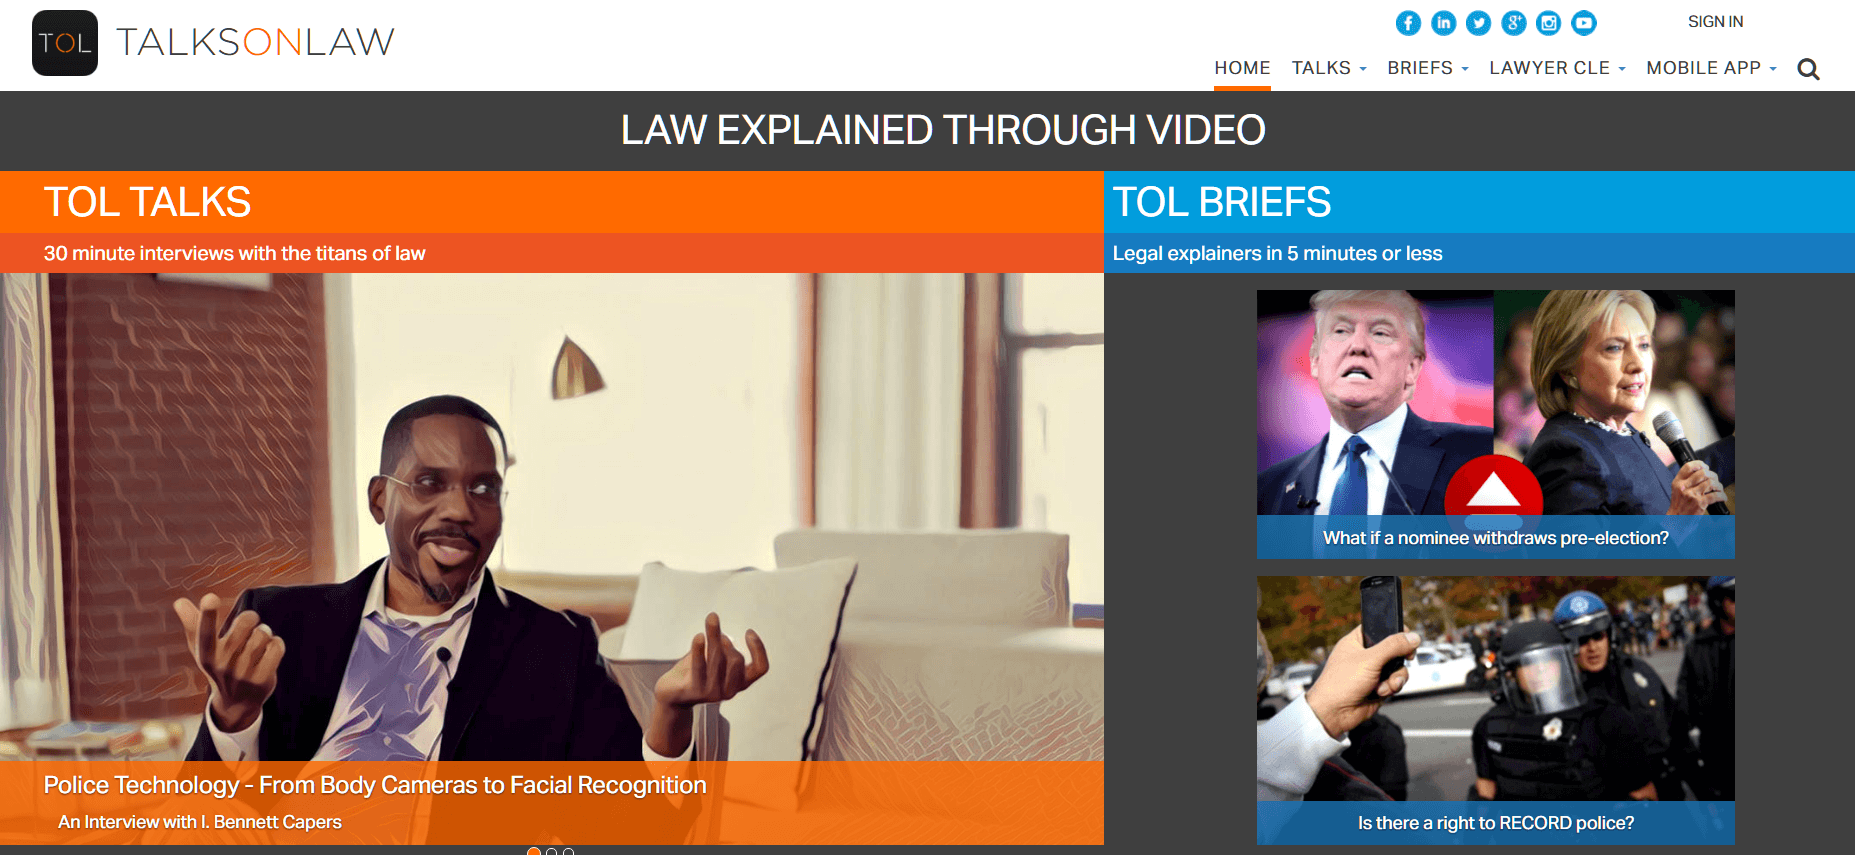 TOL
TALKSONLAW
SIGN IN
HOME
TALKS
BRIEFS
LAWYER CLE
MOBILE APP
LAW EXPLAINED THROUGH VIDEO
TOL TALKS
30 minute interviews with the titans of law
Police Technology - From Body Cameras to Facial Recognition
An Interview with I. Bennett Capers
TOL BRIEFS
Legal explainers in 5 minutes or less
What if a nominee withdraws pre-election?
Is there a right to RECORD police?